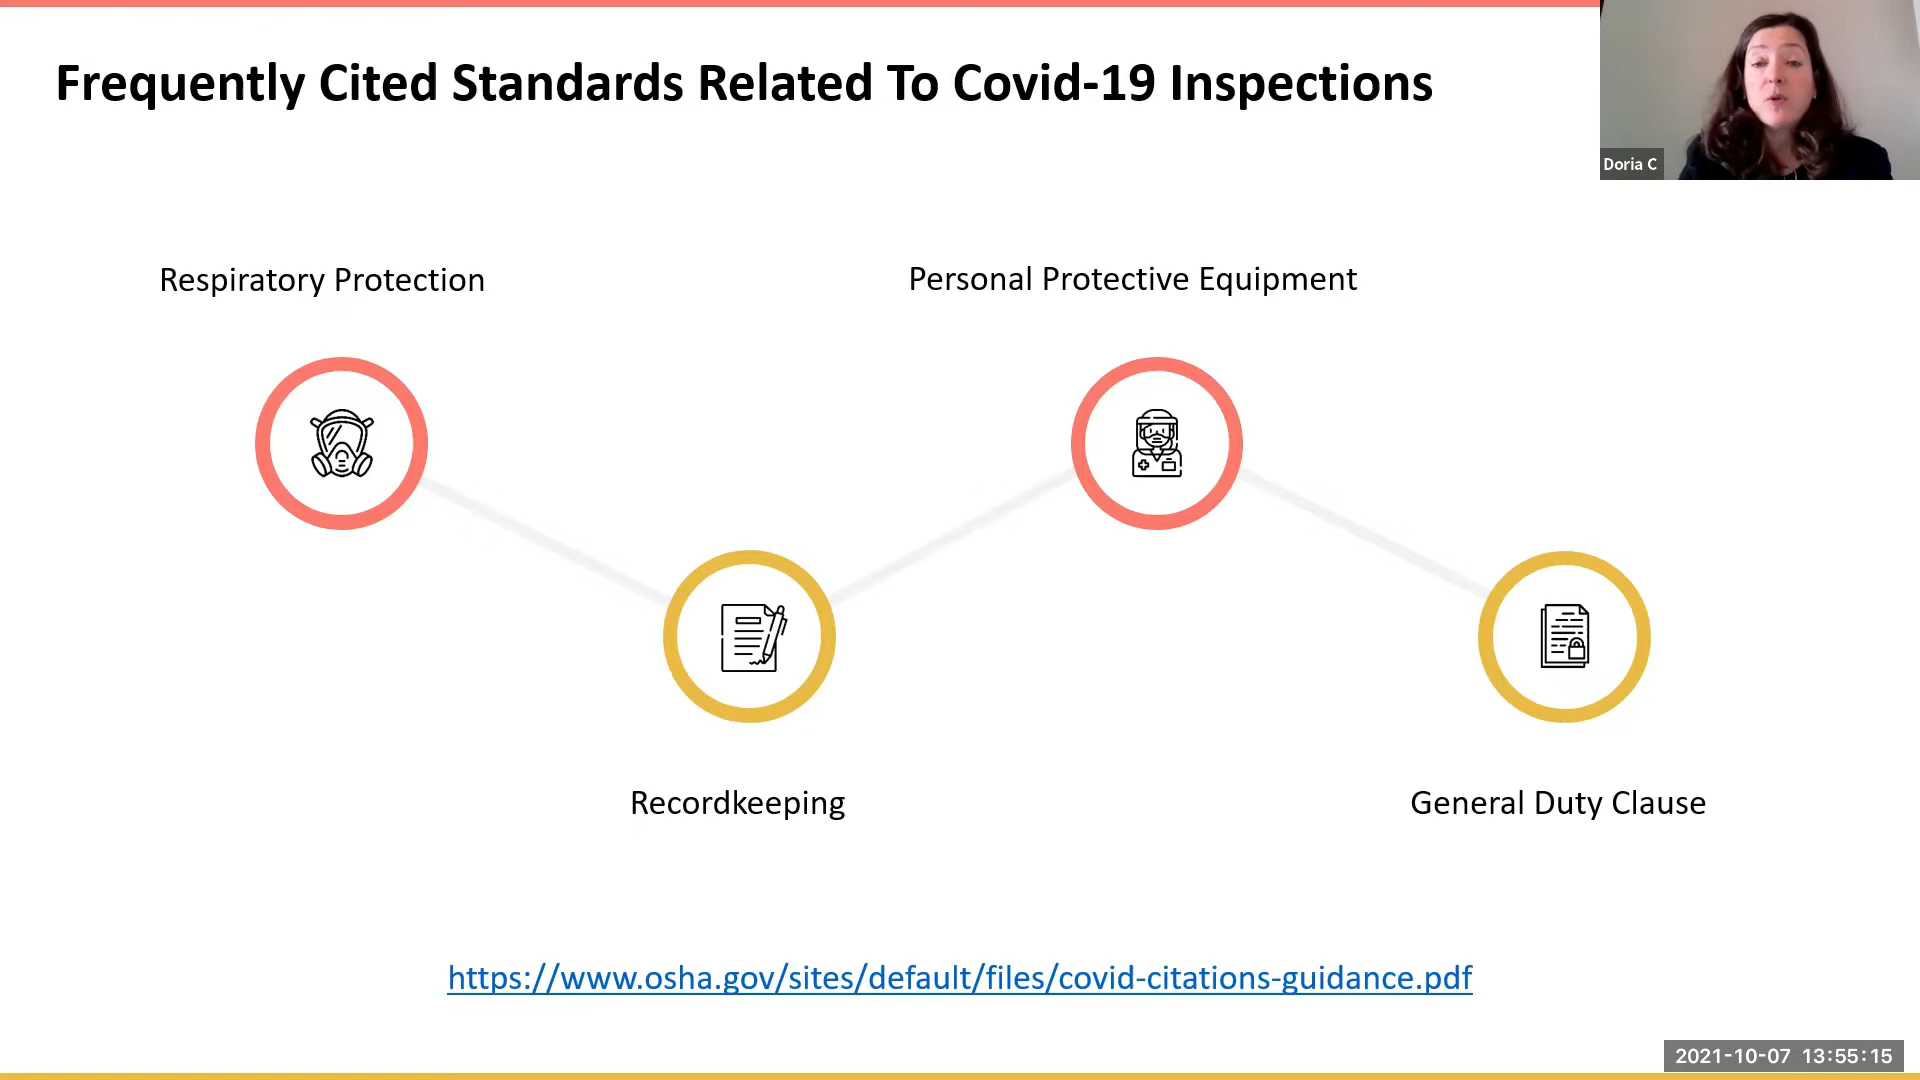 Frequently Cited Standards Related To Covid-19 Inspections
Doria C
Respiratory Protection
Personal Protective Equipment
Recordkeeping
General Duty Clause
https://www.osha.gov/sites/default/files/covid-citations-guidance.pdf
2021-10-07 13:55:15